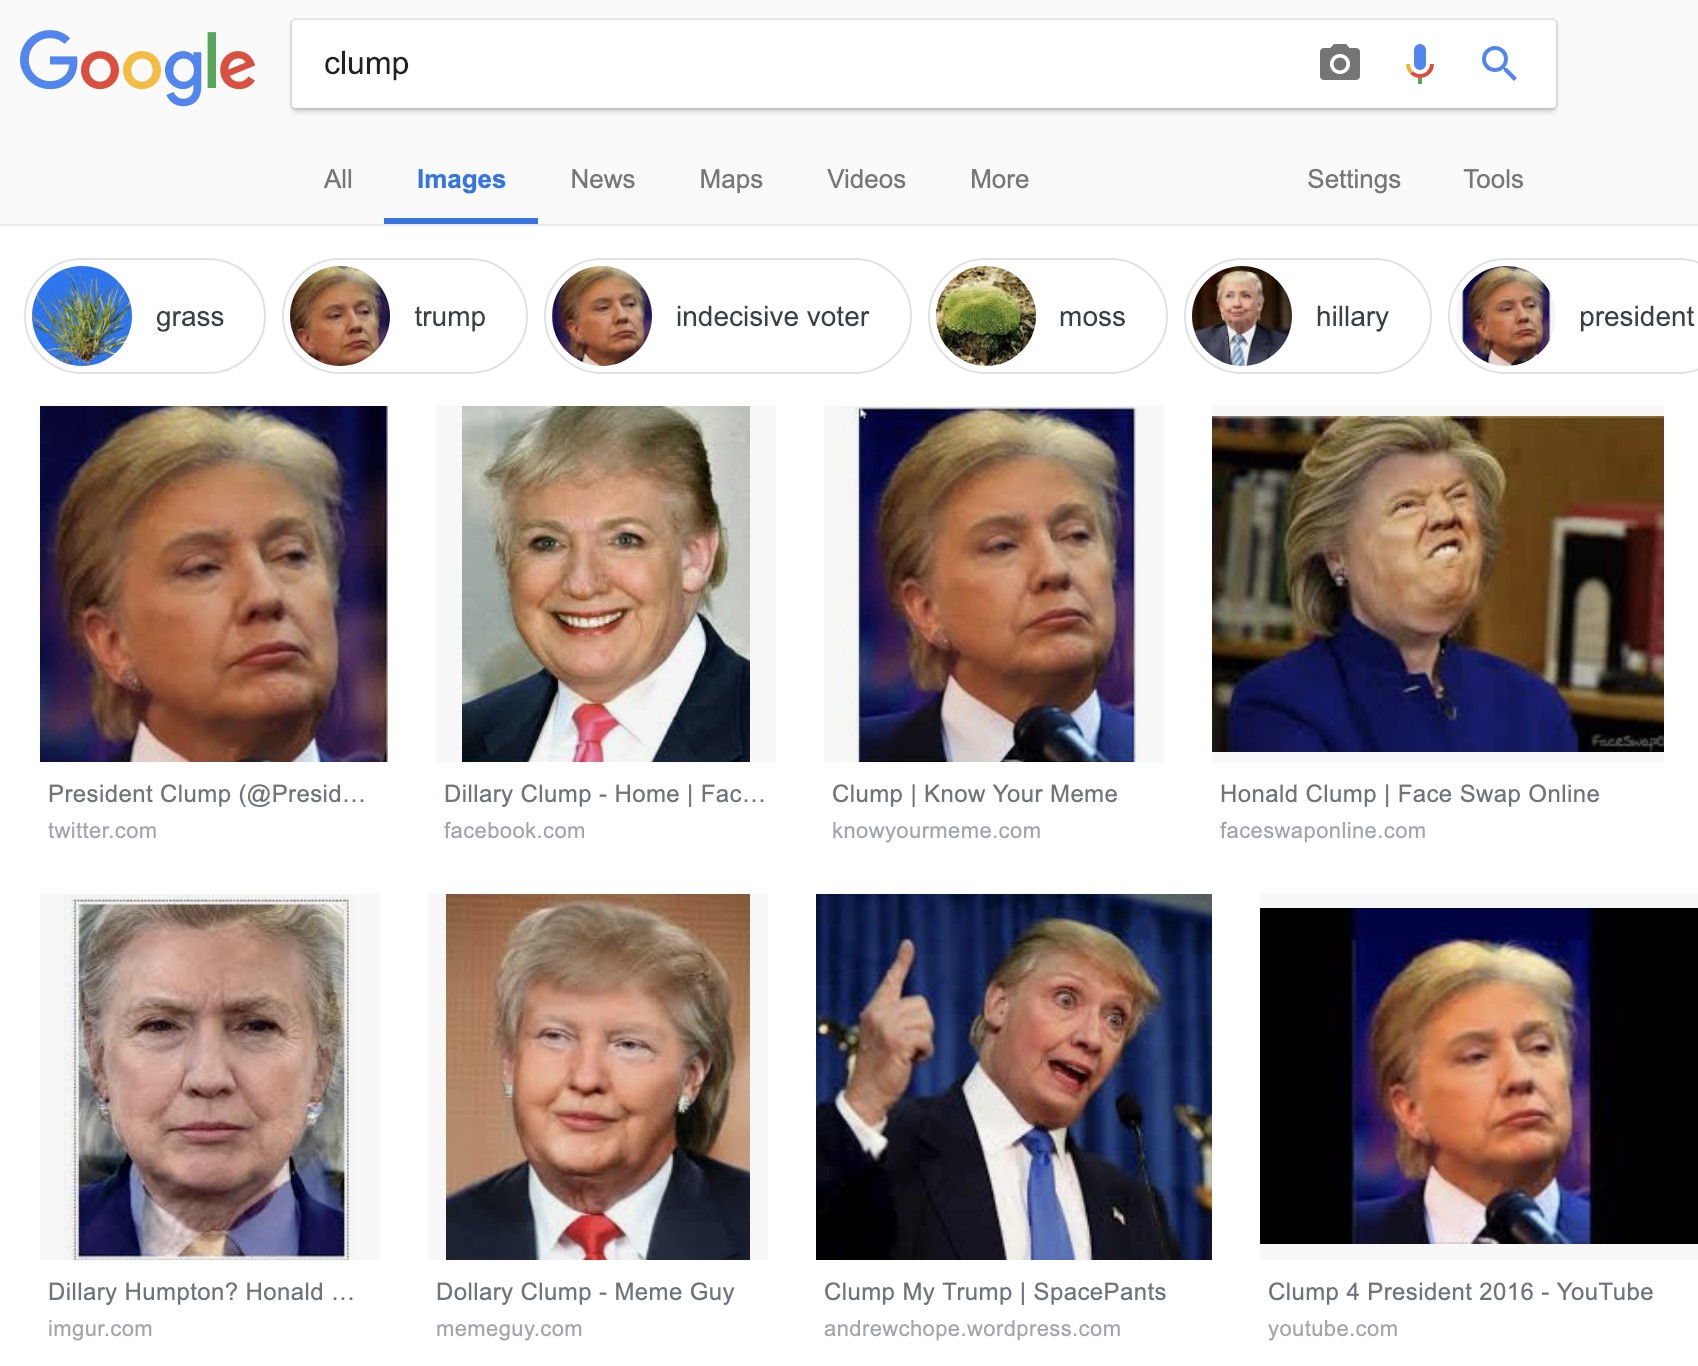 Google
clump
All Images News Maps Videos More Settings Tools
grass trump indecisive voter moss hillary president
President Clump (@Presid...
twitter.com
Dillary Clump - Home | Fac...
facebook.com
Clump | Know Your Meme
knowyourmeme.com
Honald Clump | Face Swap Online
faceswaponline.com
Dillary Humpton? Honald ...
imgur.com
Dollary Clump - Meme Guy
memeguy.com
Clump My Trump | SpacePants
andrewchope.wordpress.com
Clump 4 President 2016 - YouTube
youtube.com